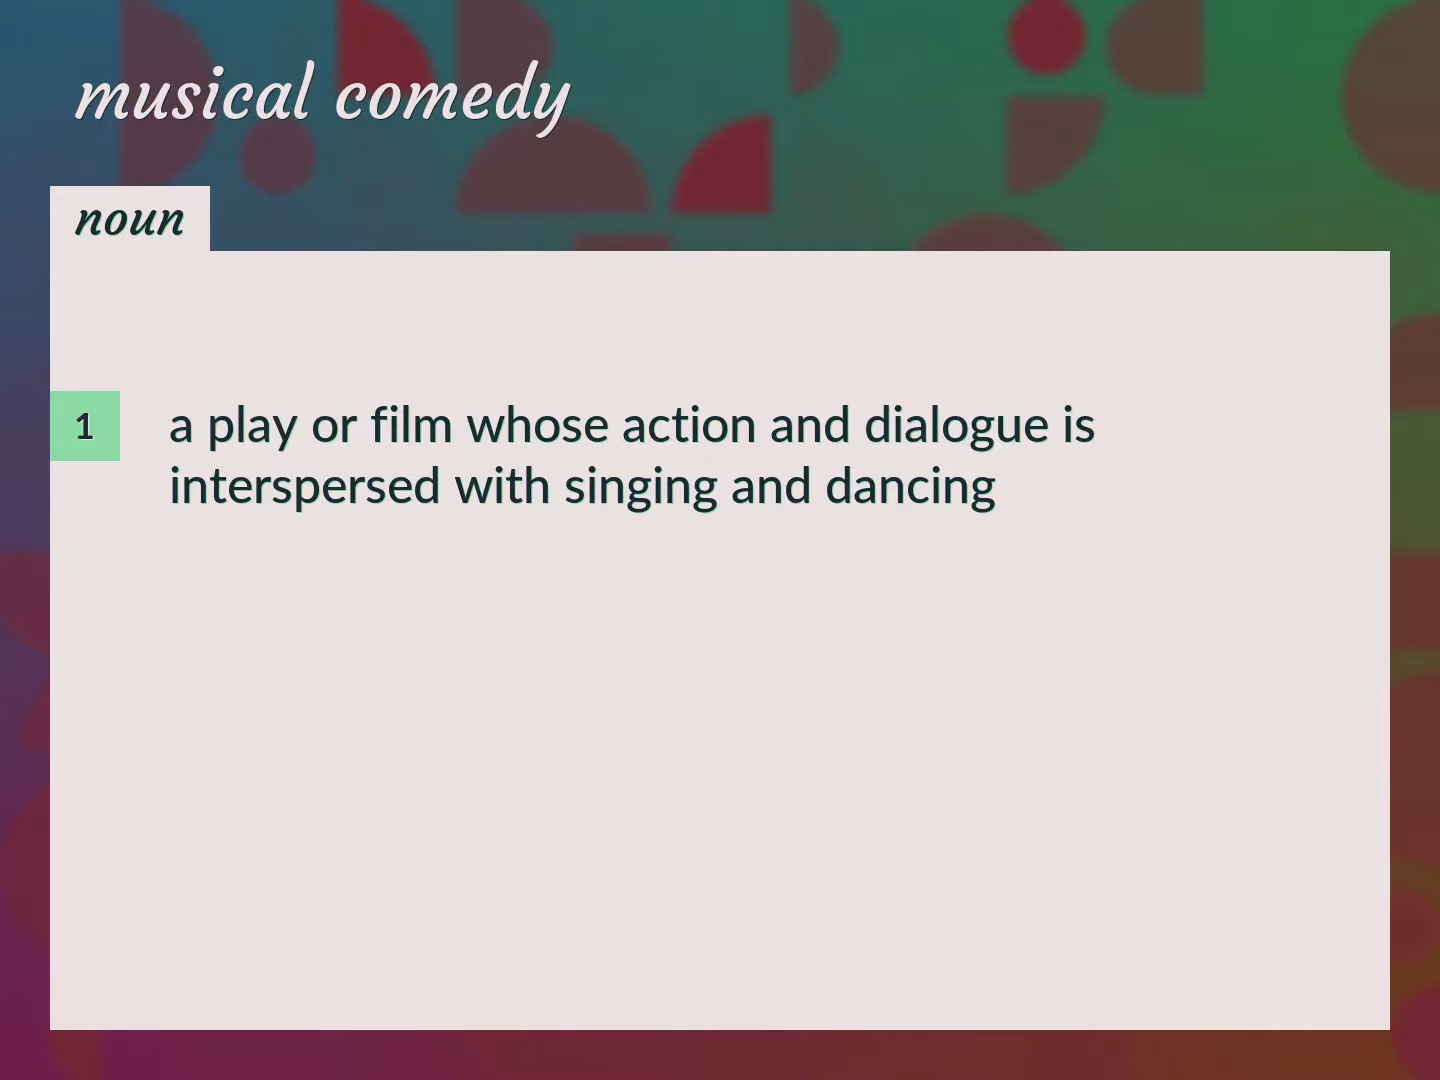 musical comedy
noun
1
a play or film whose action and dialogue is
interspersed with singing and dancing